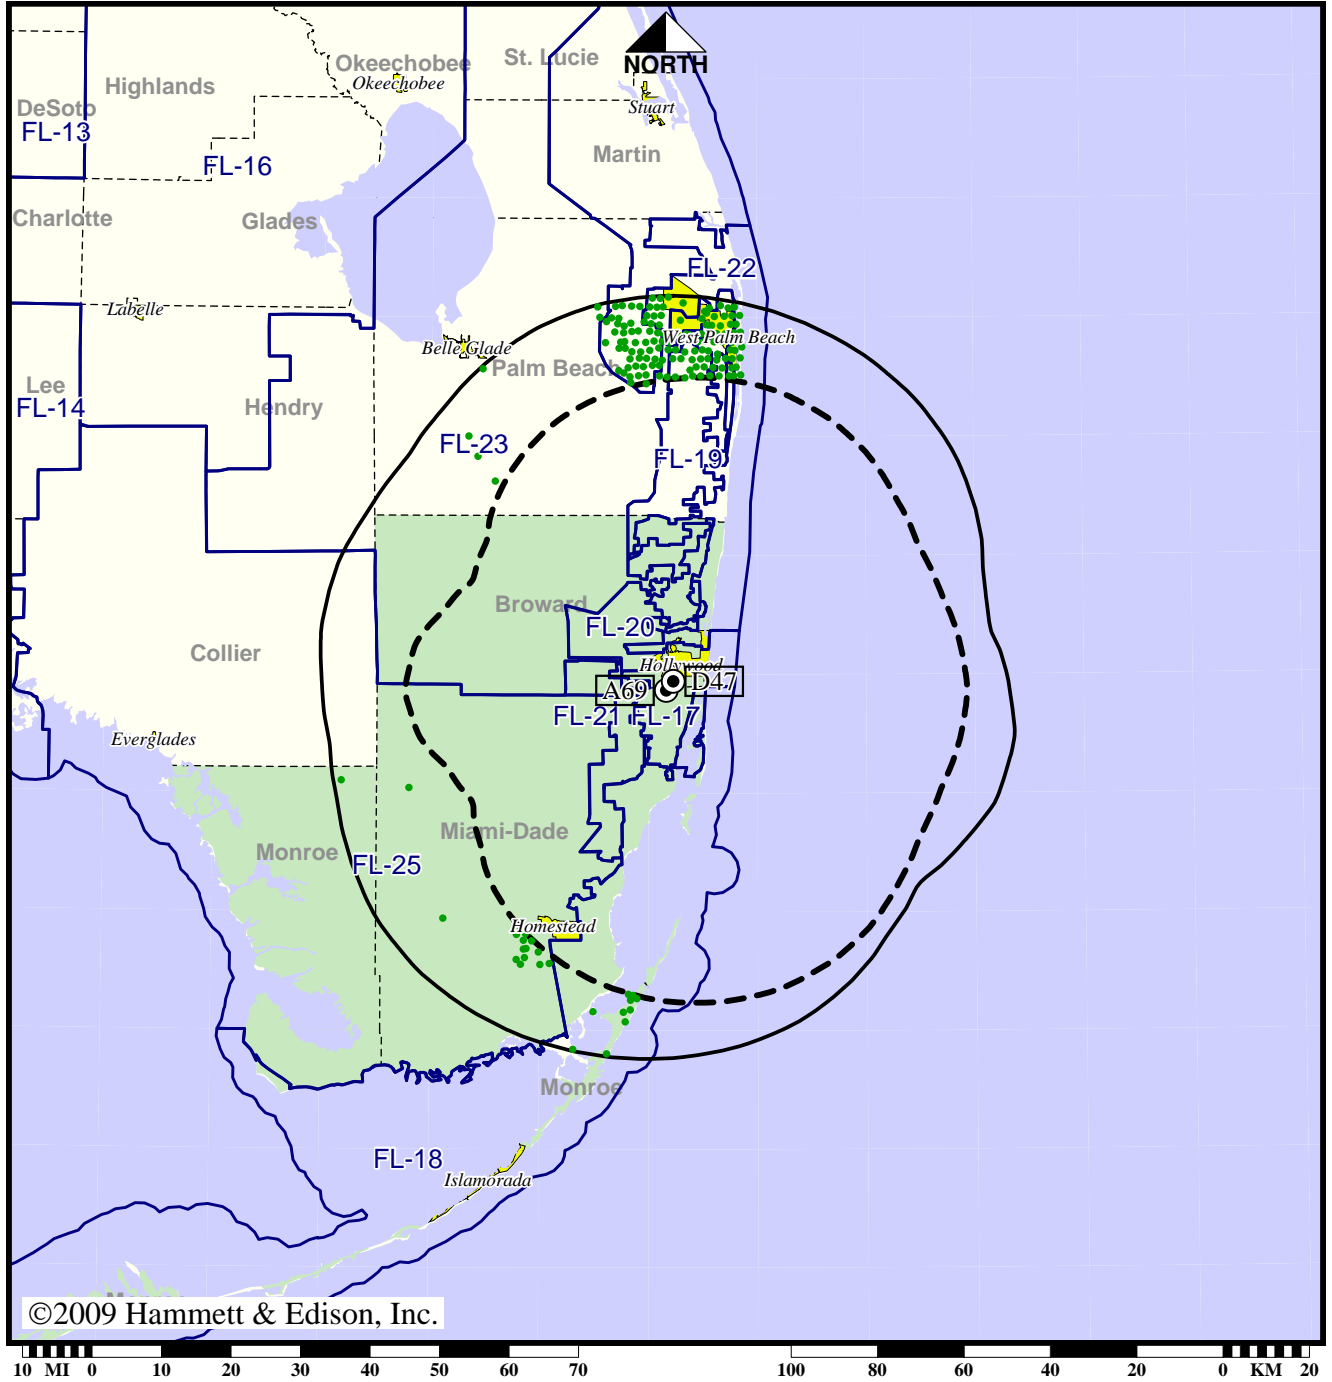 NORTH
Okeechobee
Okeechobee
St. Lucie
Highlands
DeSoto
FL-13
Stuart
FL-16
Martin
Charlotte
Glades
FL-22
Labelle
West Palm Beach
Belle Glade
Palm Beach
Lee
FL-14
Hendry
FL-23
FL-19
Broward
FL-20
Collier
Hollywood
A69
D47
FL-21
FL-17
Everglades
Miami-Dade
Monroe
FL-25
Homestead
Monroe
FL-18
Islamorada
©2009 Hammett & Edison, Inc.
10 MI 0 10 20 30 40 50 60 70
100 80 60 40 20 0 KM 20